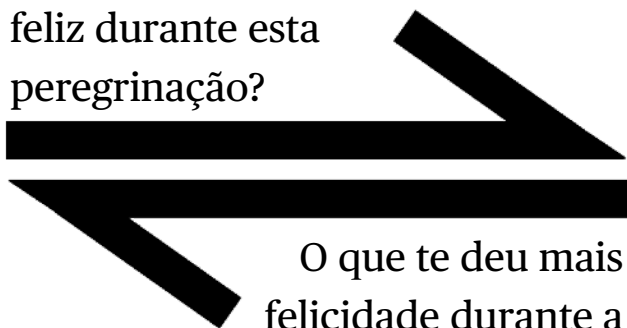 feliz durante esta
peregrinação?
O que te deu mais
felicidade durante a